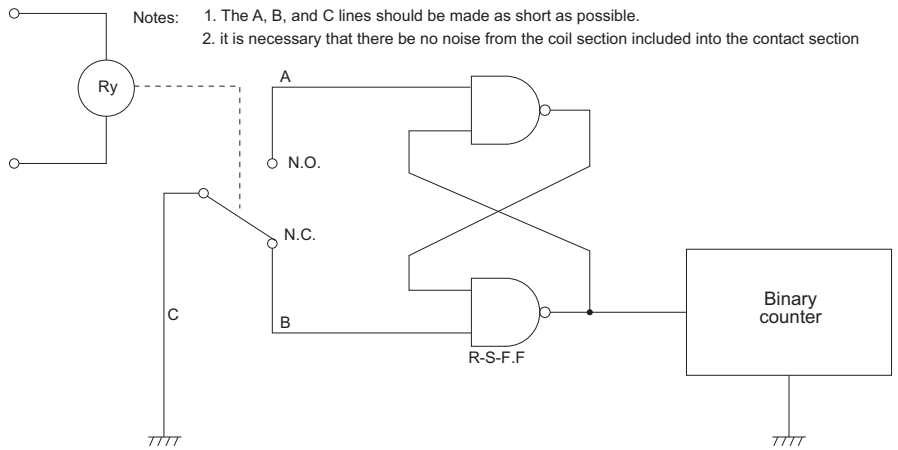 Notes: 1. The A, B, and C lines should be made as short as possible.
2. it is necessary that there be no noise from the coil section included into the contact section
Ry
A
N.O.
N.C.
C
B
R-S-F.F
Binary
counter